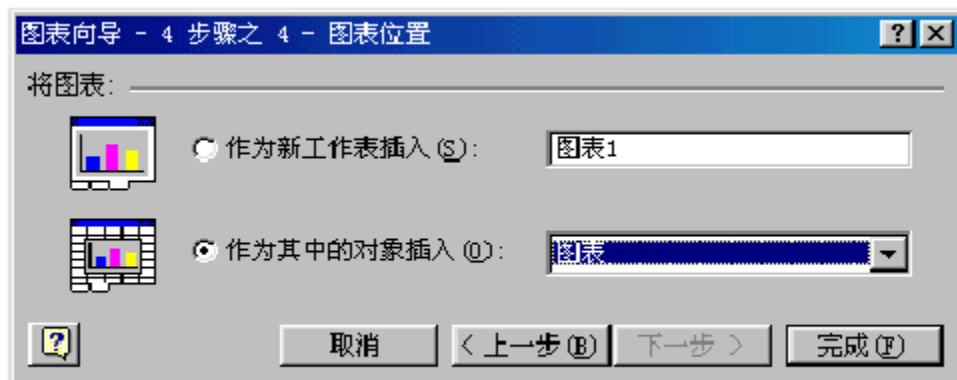 图表向导 - 4 步骤之 4 - 图表位置
将图表:
作为新工作表插入(S): 图表1
作为其中的对象插入(O): 图表
取消 < 上一步(B) 下一步 > 完成(F)